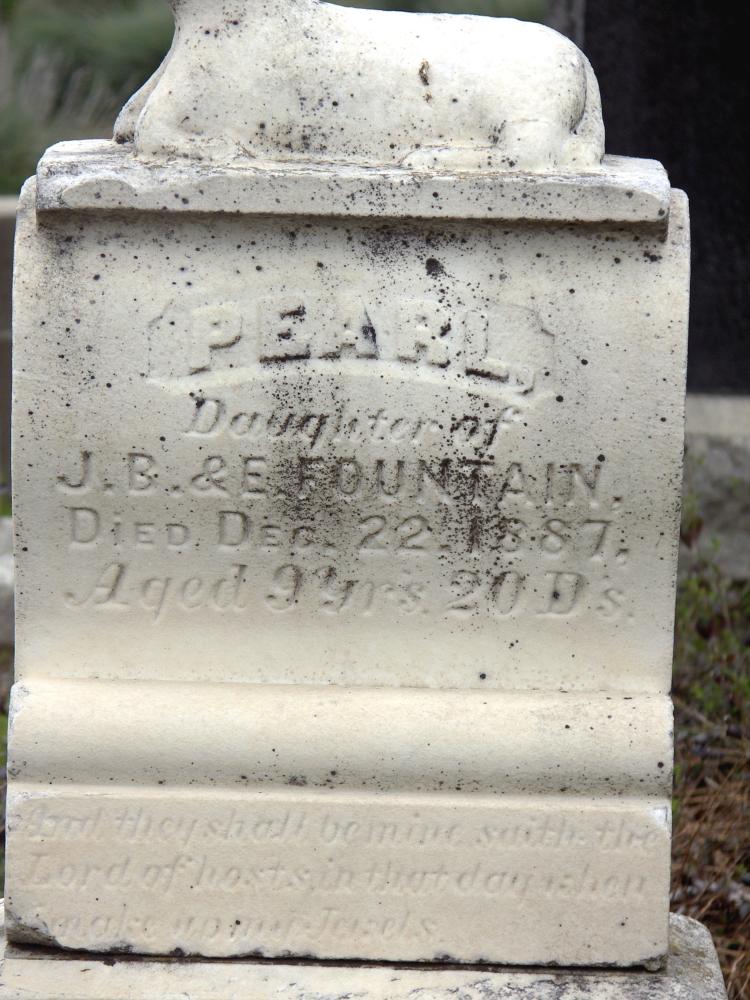 PEARL,
Daughter of
J.B. & E. FOUNTAIN,
DIED DEC. 22. 1887,
Aged 9 Yrs. 20 Ds.
And they shall be mine saith the
Lord of hosts, in that day when
I make up my Jewels